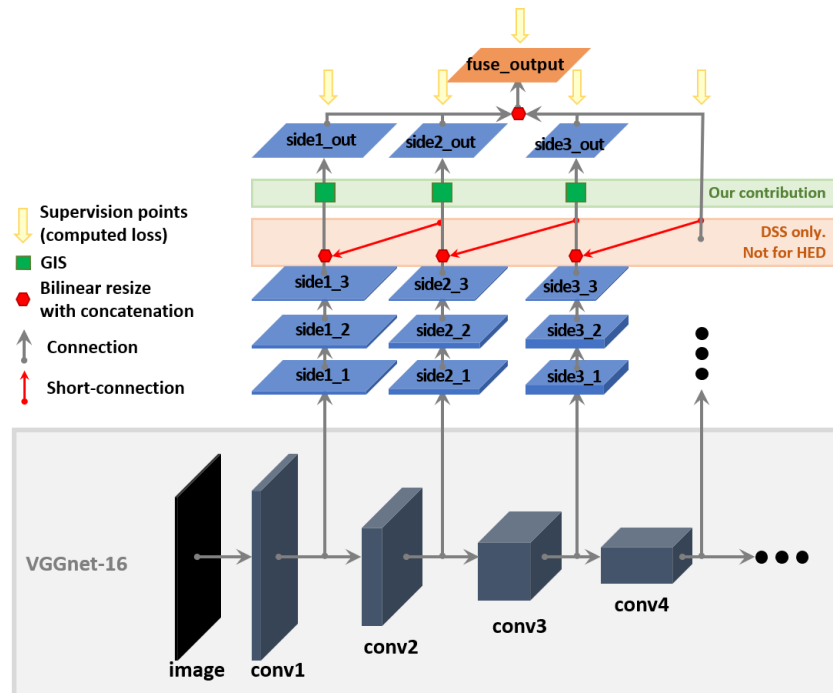 fuse_output
side1_out
side2_out
side3_out
Our contribution
DSS only.
Not for HED
Supervision points
(computed loss)
GIS
Bilinear resize
with concatenation
Connection
Short-connection
side1_3
side2_3
side3_3
side1_2
side2_2
side3_2
side1_1
side2_1
side3_1
VGGnet-16
image
conv1
conv2
conv3
conv4